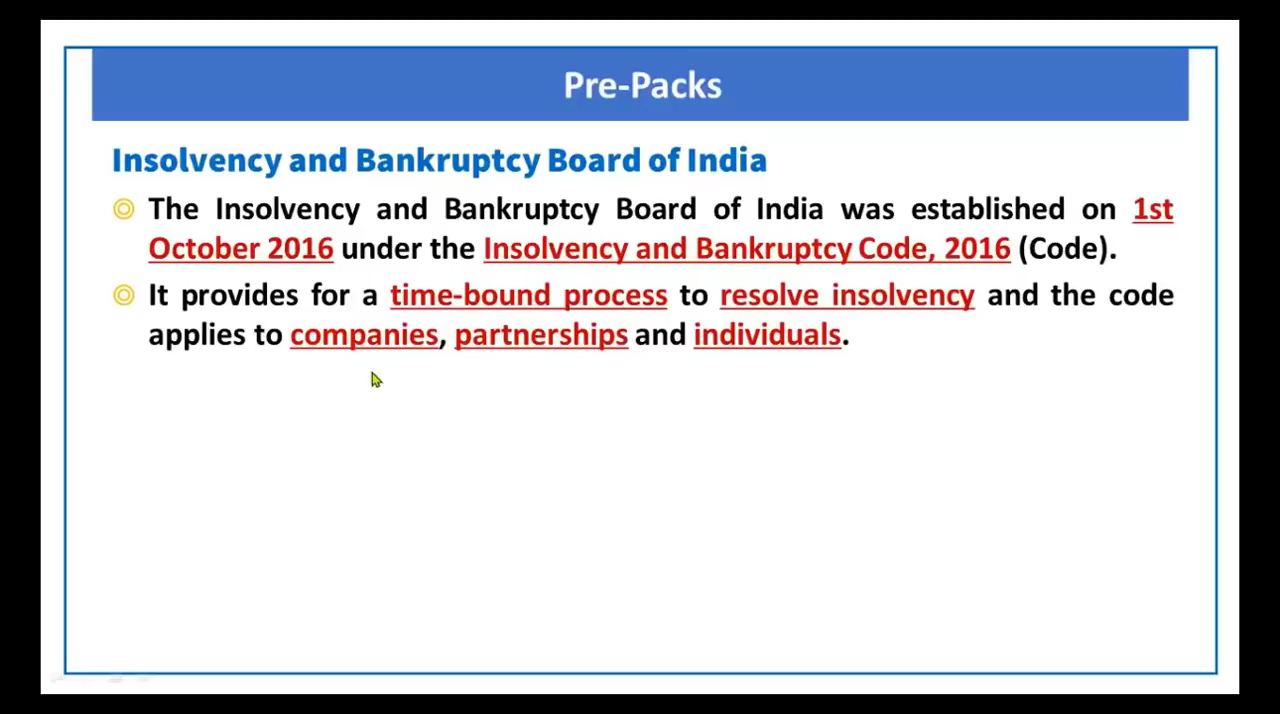 Pre-Packs
Insolvency and Bankruptcy Board of India
The Insolvency and Bankruptcy Board of India was established on 1st
October 2016 under the Insolvency and Bankruptcy Code, 2016 (Code).
It provides for a time-bound process to resolve insolvency and the code
applies to companies, partnerships and individuals.